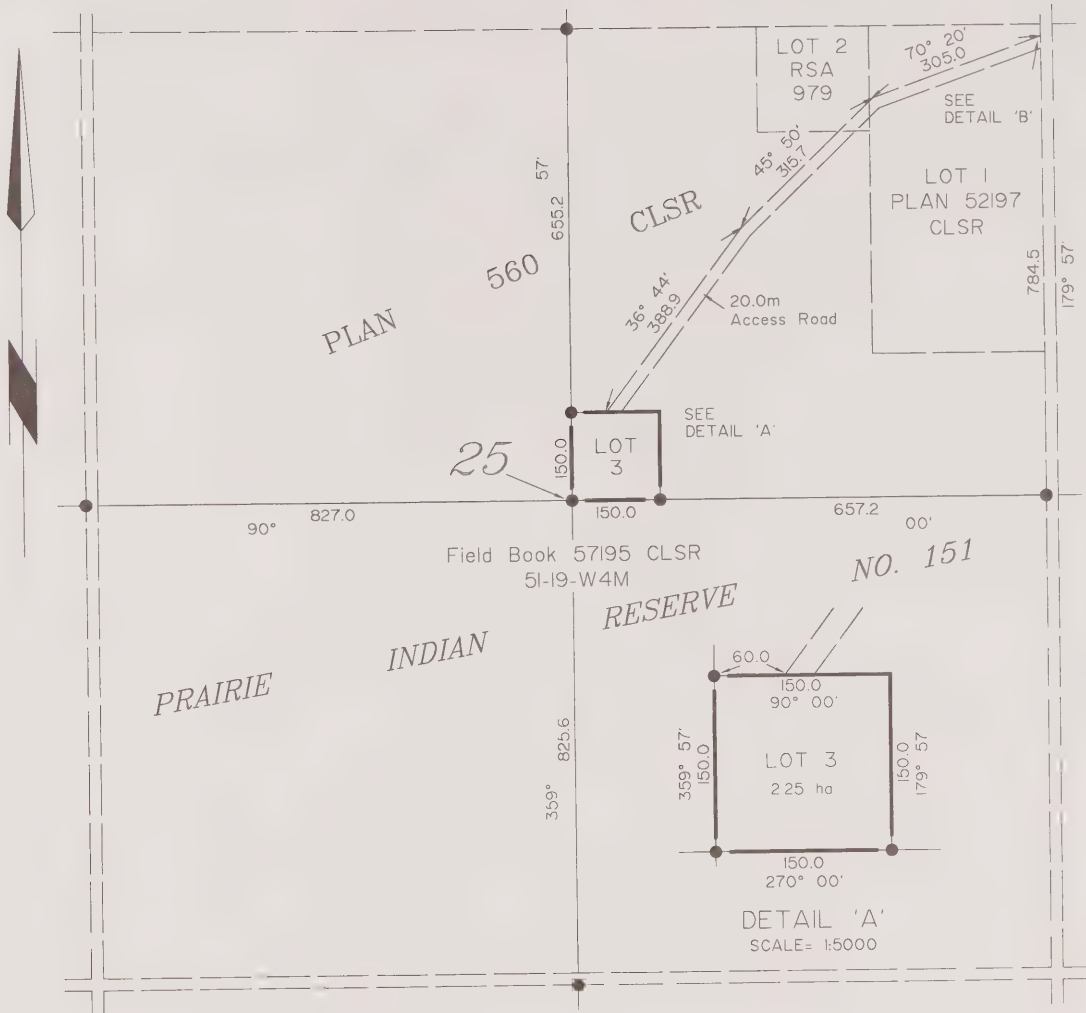 LOT 2
RSA
979
70° 20'
305.0
SEE
DETAIL 'B'
45° 50'
315.7
57'
655.2
CLSR
LOT 1
PLAN 52197
CLSR
784.5
179° 57'
560
PLAN
36° 44'
388.9
20.0m
Access Road
SEE
DETAIL 'A'
LOT
3
150.0
25
150.0
90°
827.0
657.2
00'
Field Book 57195 CLSR
51-19-W4M
NO. 151
RESERVE
INDIAN
PRAIRIE
60.0
150.0
90° 00'
359° 57'
150.0
LOT 3
2.25 ha
150.0
179° 57
825.6
359°
150.0
270° 00'
DETAIL 'A'
SCALE= 1:5000